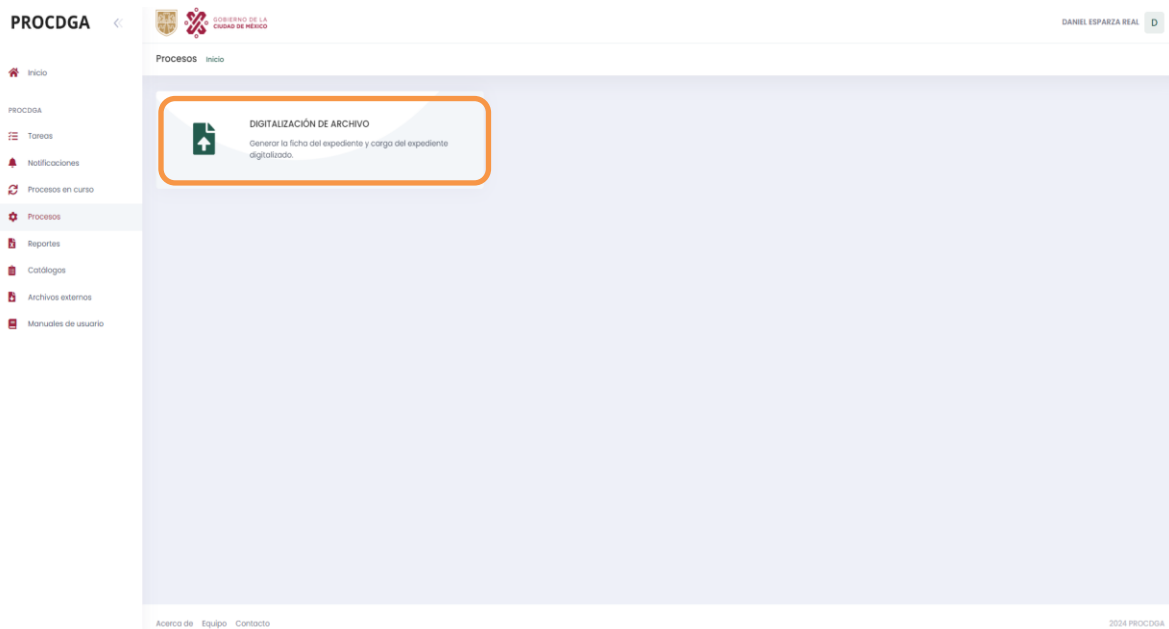 PROCDGA
GOBIERNO DE LA
CIUDAD DE MÉXICO
DANIEL ESPARZA REAL
D
Procesos Inicio
Inicio
PROCDGA
Tareas
Notificaciones
Procesos en curso
Procesos
Reportes
Catálogos
Archivos externos
Manuales de usuario
DIGITALIZACIÓN DE ARCHIVO
Generar la ficha del expediente y carga del expediente
digitalizado.
Acerca de Equipo Contacto
2024 PROCDGA